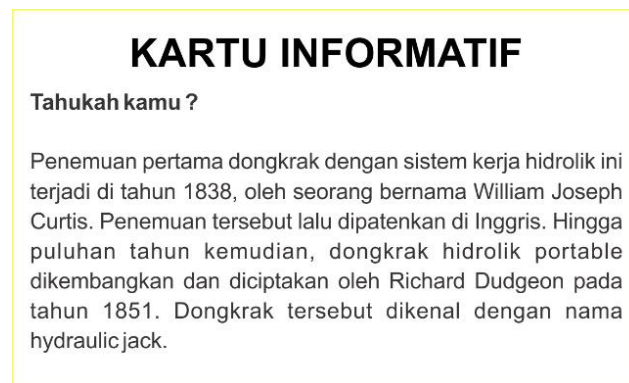 KARTU INFORMATIF
Tahukah kamu ?
Penemuan pertama dongkrak dengan sistem kerja hidrolik ini
terjadi di tahun 1838, oleh seorang bernama William Joseph
Curtis. Penemuan tersebut lalu dipatenkan di Inggris. Hingga
puluhan tahun kemudian, dongkrak hidrolik portable
dikembangkan dan diciptakan oleh Richard Dudgeon pada
tahun 1851. Dongkrak tersebut dikenal dengan nama
hydraulic jack.